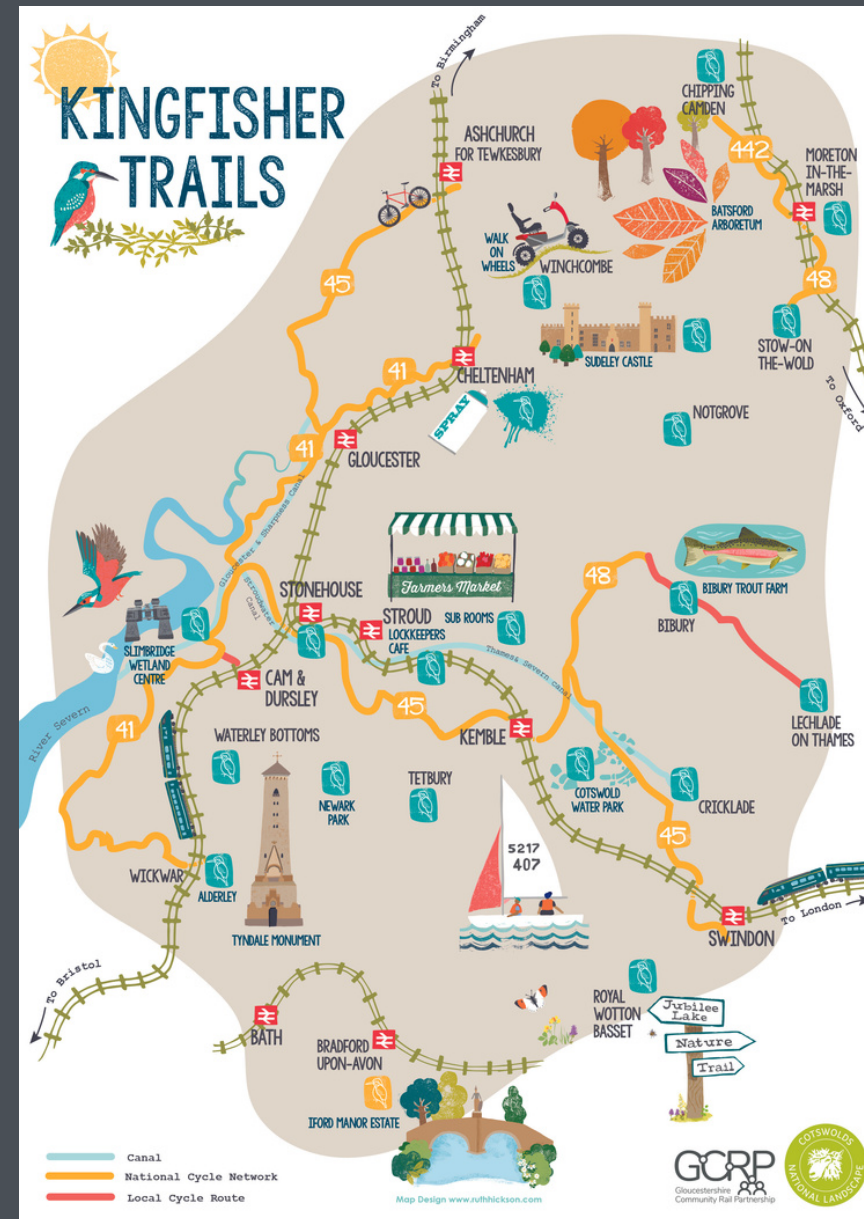 KINGFISHER
TRAILS
To Birmingham
CHIPPING
CAMDEN
ASHCHURCH
FOR TEWKESBURY
442
MORETON
IN-THE-
MARSH
BATSFORD
ARBORETUM
WALK
ON
WHEELS
WINCHCOMBE
45
48
SUDELEY CASTLE
STOW-ON
THE-WOLD
To Oxford
41
CHELTENHAM
SPRAY
NOTGROVE
41
GLOUCESTER
Gloucester & Sharpness Canal
Farmers Market
48
BIBURY TROUT FARM
Stroudwater
Canal
STONEHOUSE
STROUD
SUB ROOMS
LOCKKEEPERS
CAFE
BIBURY
SLIMBRIDGE
WETLAND
CENTRE
Thames& Severn Canal
CAM &
DURSLEY
River Severn
41
45
KEMBLE
LECHLADE
ON THAMES
WATERLEY BOTTOMS
NEWARK
PARK
TETBURY
COTSWOLD
WATER PARK
CRICKLADE
45
5217
407
WICKWAR
ALDERLEY
TYNDALE MONUMENT
SWINDON
To London
To Bristol
ROYAL
WOTTON
BASSET
Jubilee
Lake
Nature
Trail
BATH
BRADFORD
UPON-AVON
IFORD MANOR ESTATE
Canal
National Cycle Network
Local Cycle Route
Map Design www.ruthhickson.com
GCRP
Gloucestershire
Community Rail Partnership
COTSWOLDS
NATIONAL LANDSCAPE